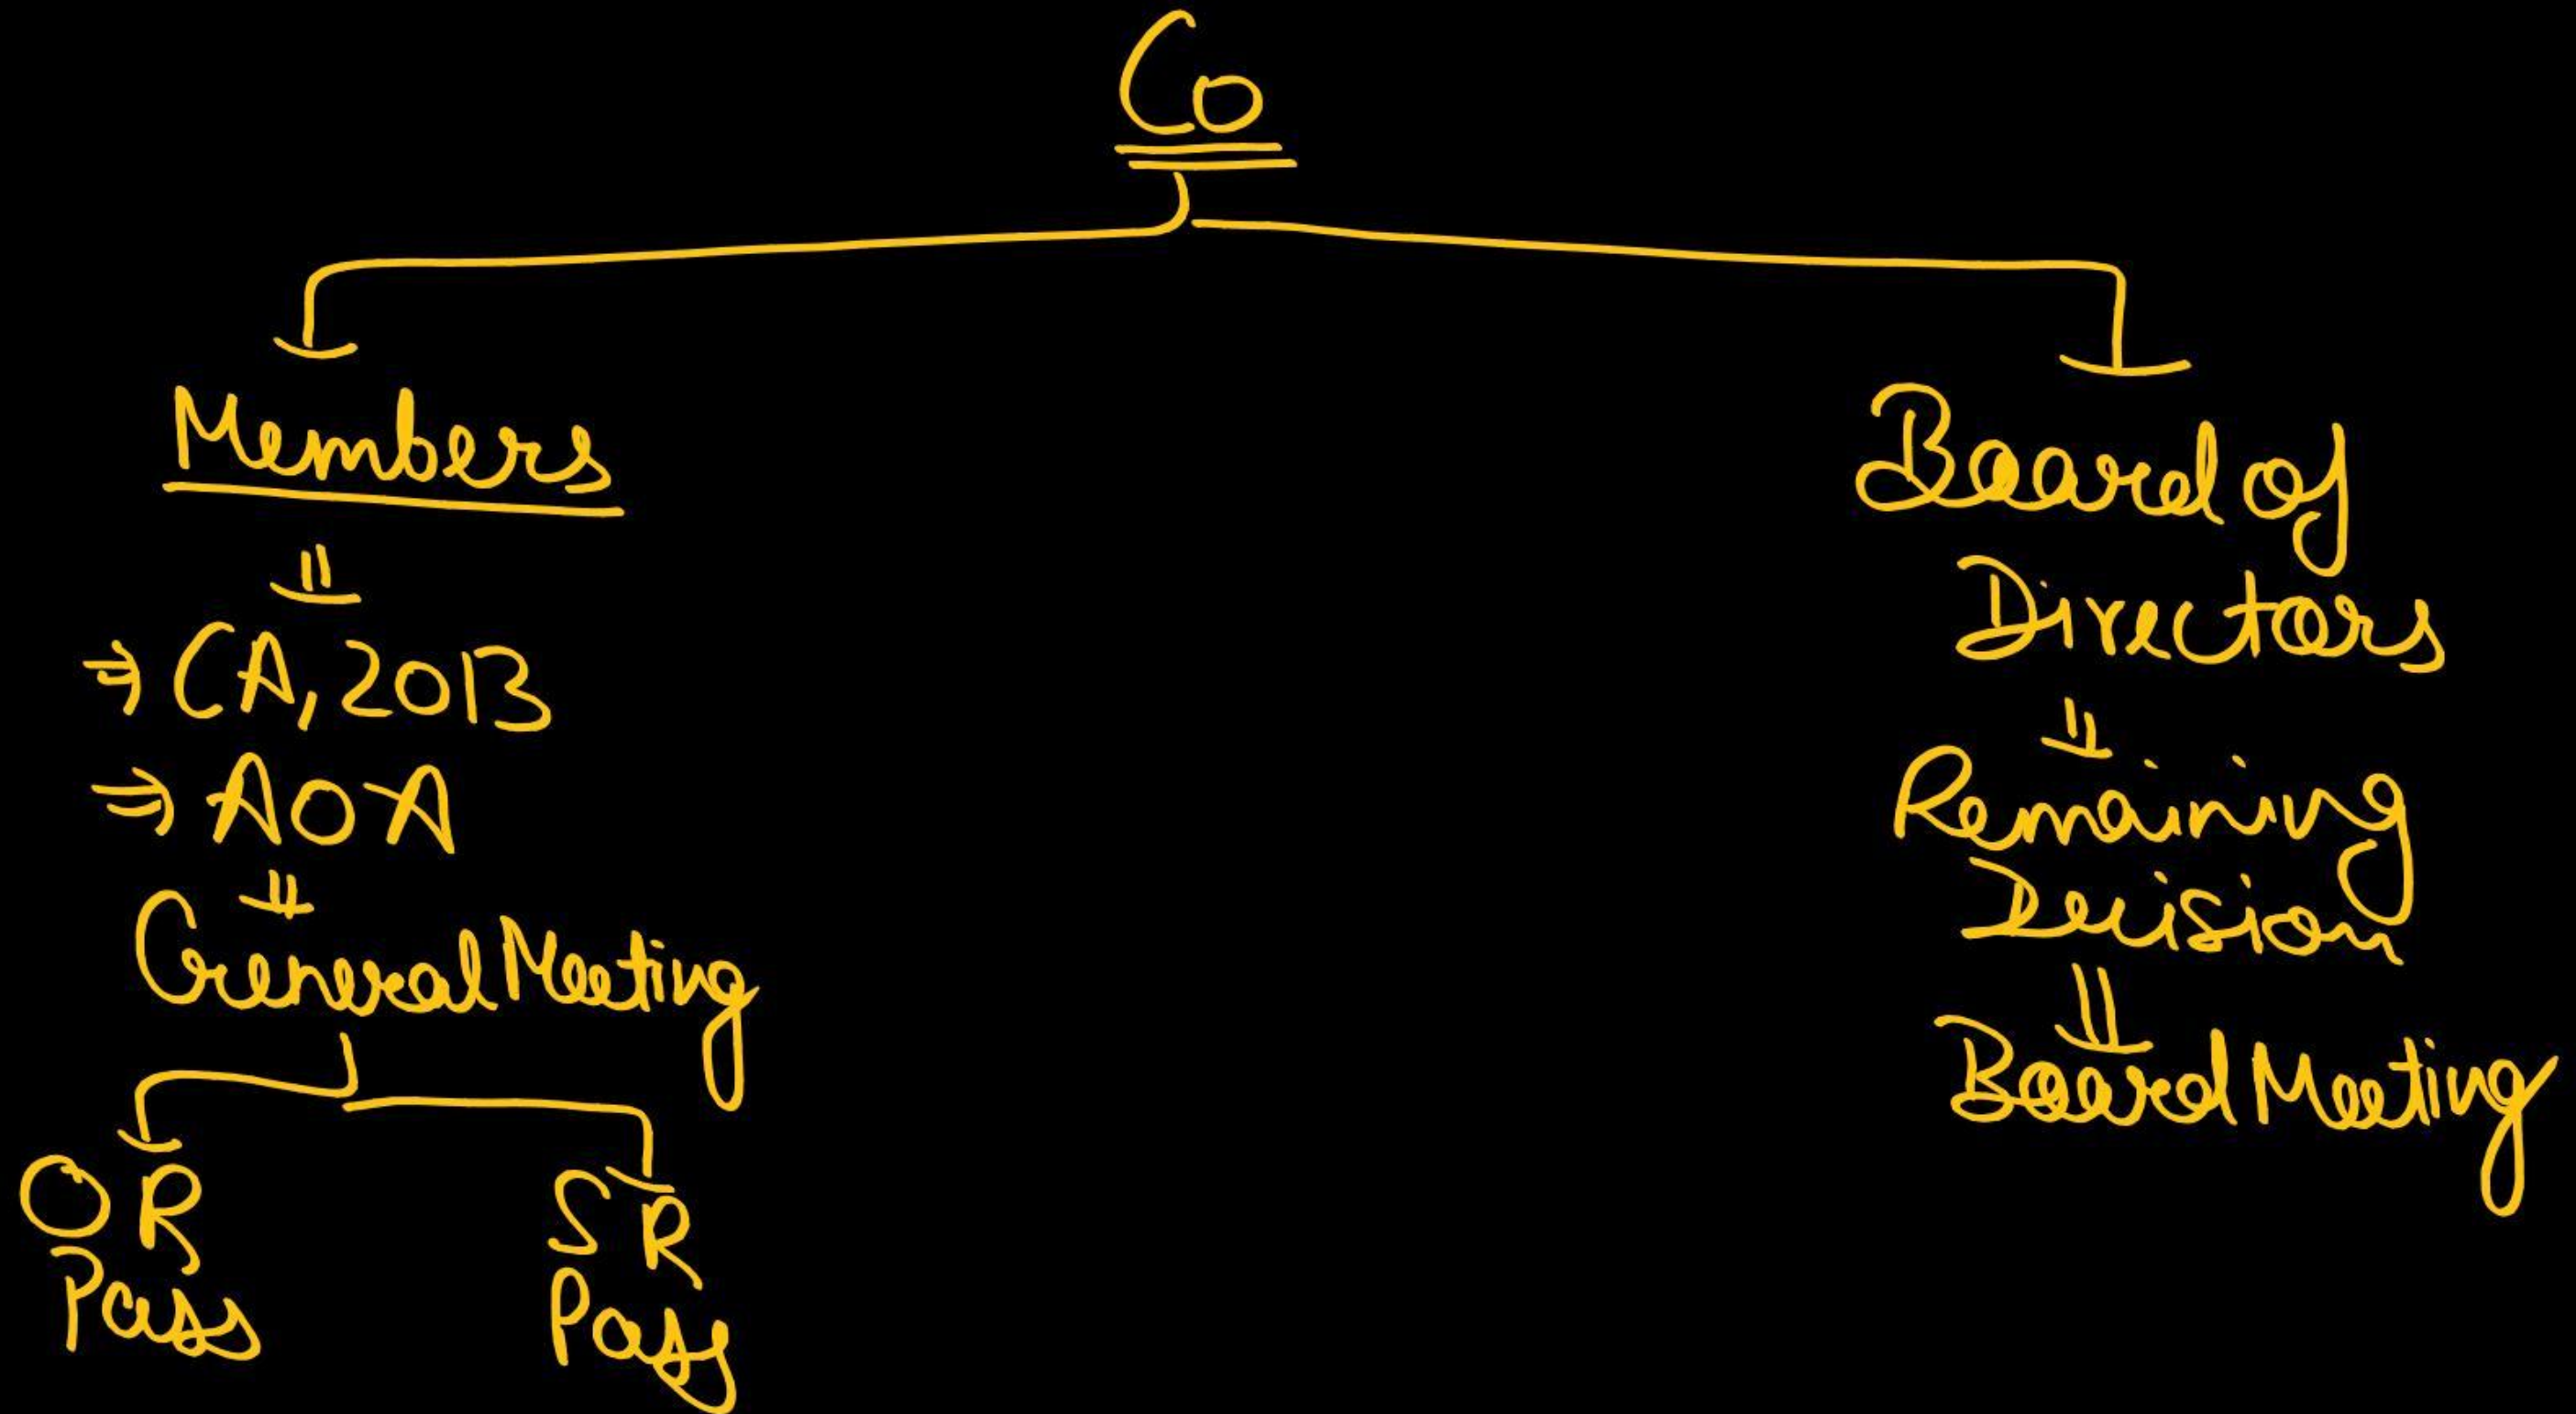 Co
Members
⇒ CA, 2013
⇒ AOA
General Meeting
OR
Pass
SR
Pass
Board of
Directors
Remaining
Decision
Board Meeting